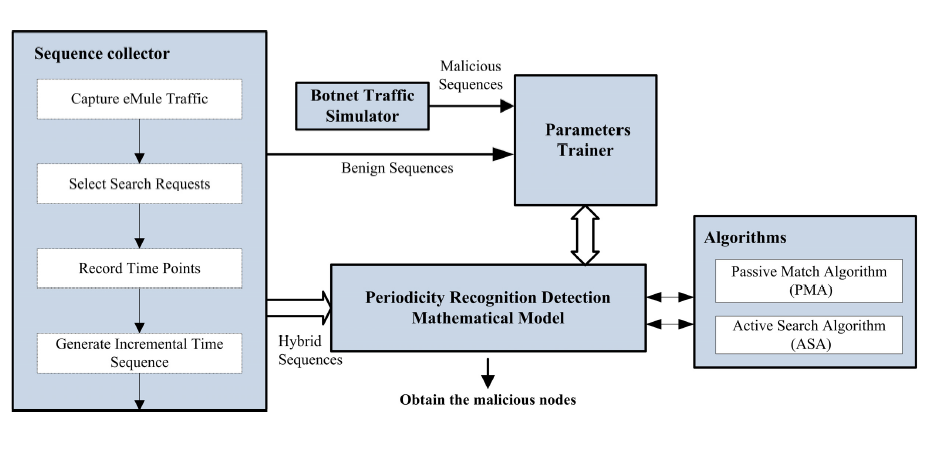 Sequence collector
Capture eMule Traffic
Select Search Requests
Record Time Points
Generate Incremental Time
Sequence
Botnet Traffic
Simulator
Malicious
Sequences
Benign Sequences
Parameters
Trainer
Hybrid
Sequences
Periodicity Recognition Detection
Mathematical Model
Obtain the malicious nodes
Algorithms
Passive Match Algorithm
(PMA)
Active Search Algorithm
(ASA)